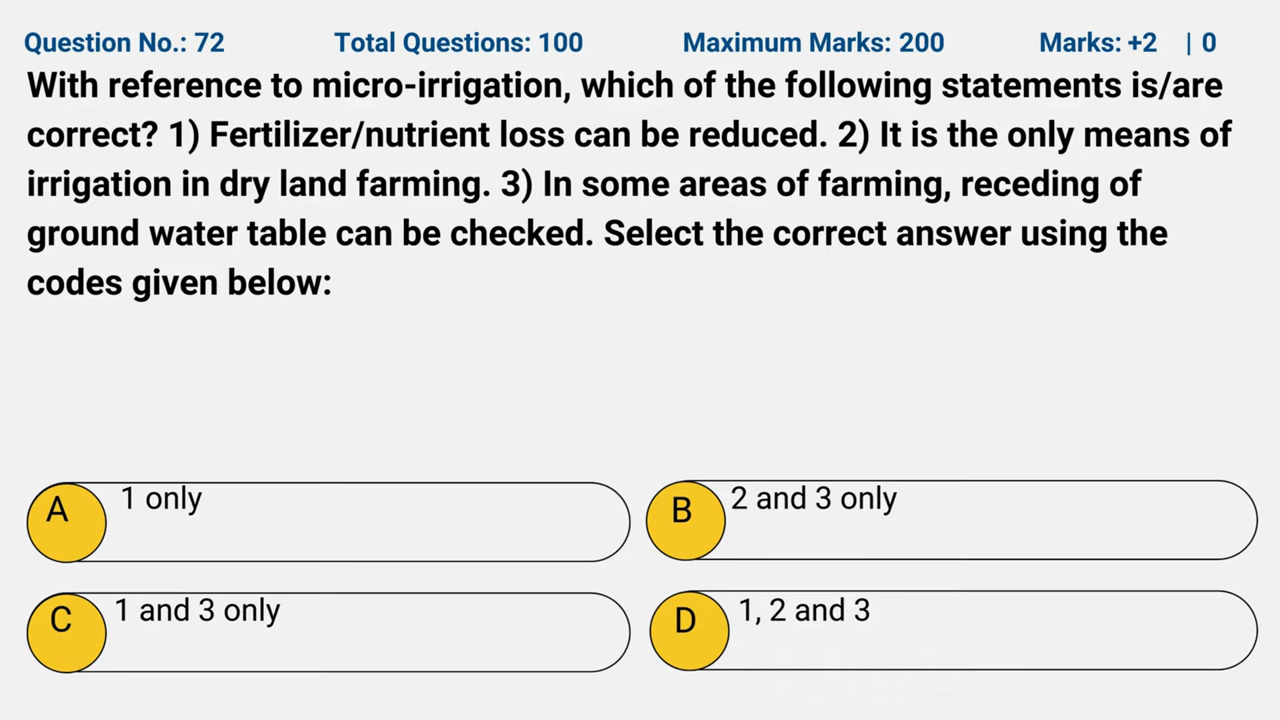 Question No.: 72 Total Questions: 100 Maximum Marks: 200 Marks: +2 | 0
With reference to micro-irrigation, which of the following statements is/are
correct? 1) Fertilizer/nutrient loss can be reduced. 2) It is the only means of
irrigation in dry land farming. 3) In some areas of farming, receding of
ground water table can be checked. Select the correct answer using the
codes given below:
A 1 only
B 2 and 3 only
C 1 and 3 only
D 1, 2 and 3